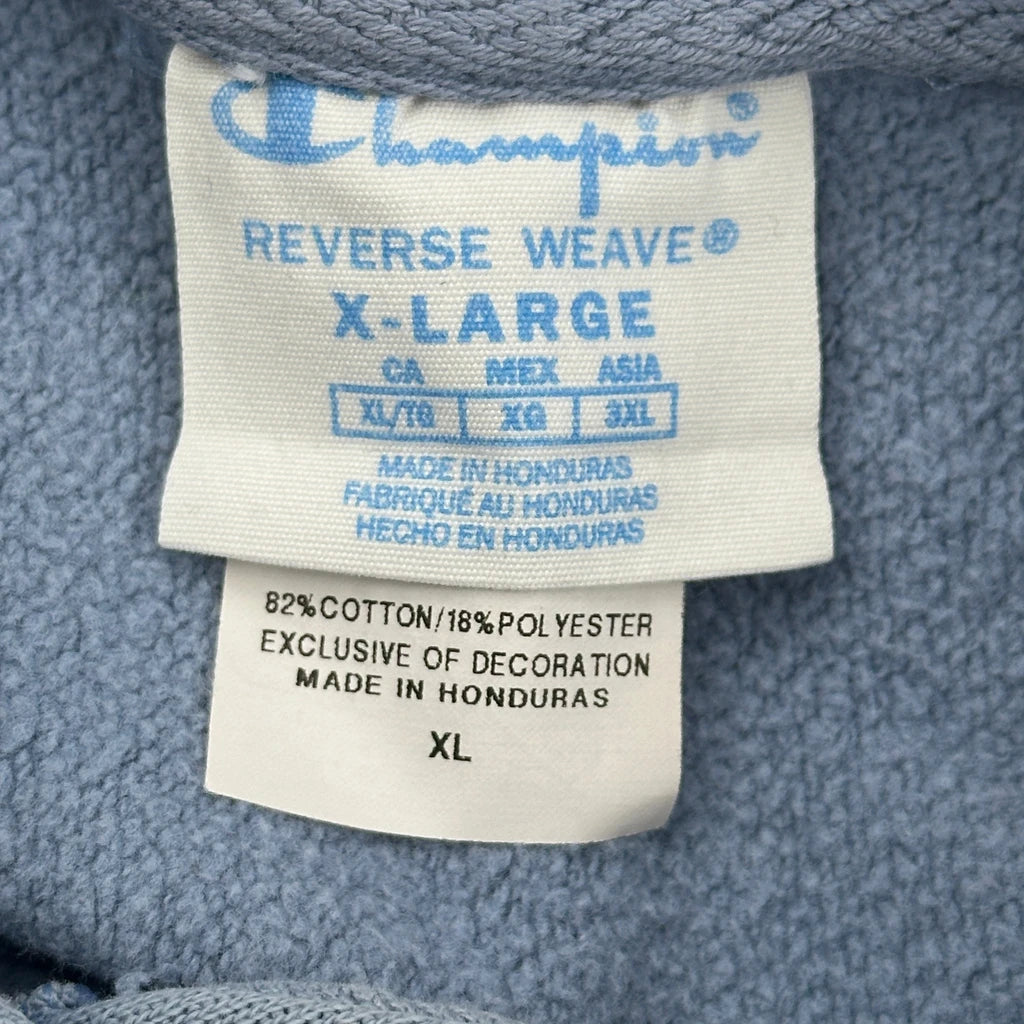 Champion®
REVERSE WEAVE®
X-LARGE
CA MEX ASIA
XL/TG XG 3XL
MADE IN HONDURAS
FABRIQUÉ AU HONDURAS
HECHO EN HONDURAS
82%COTTON/18%POLYESTER
EXCLUSIVE OF DECORATION
MADE IN HONDURAS
XL